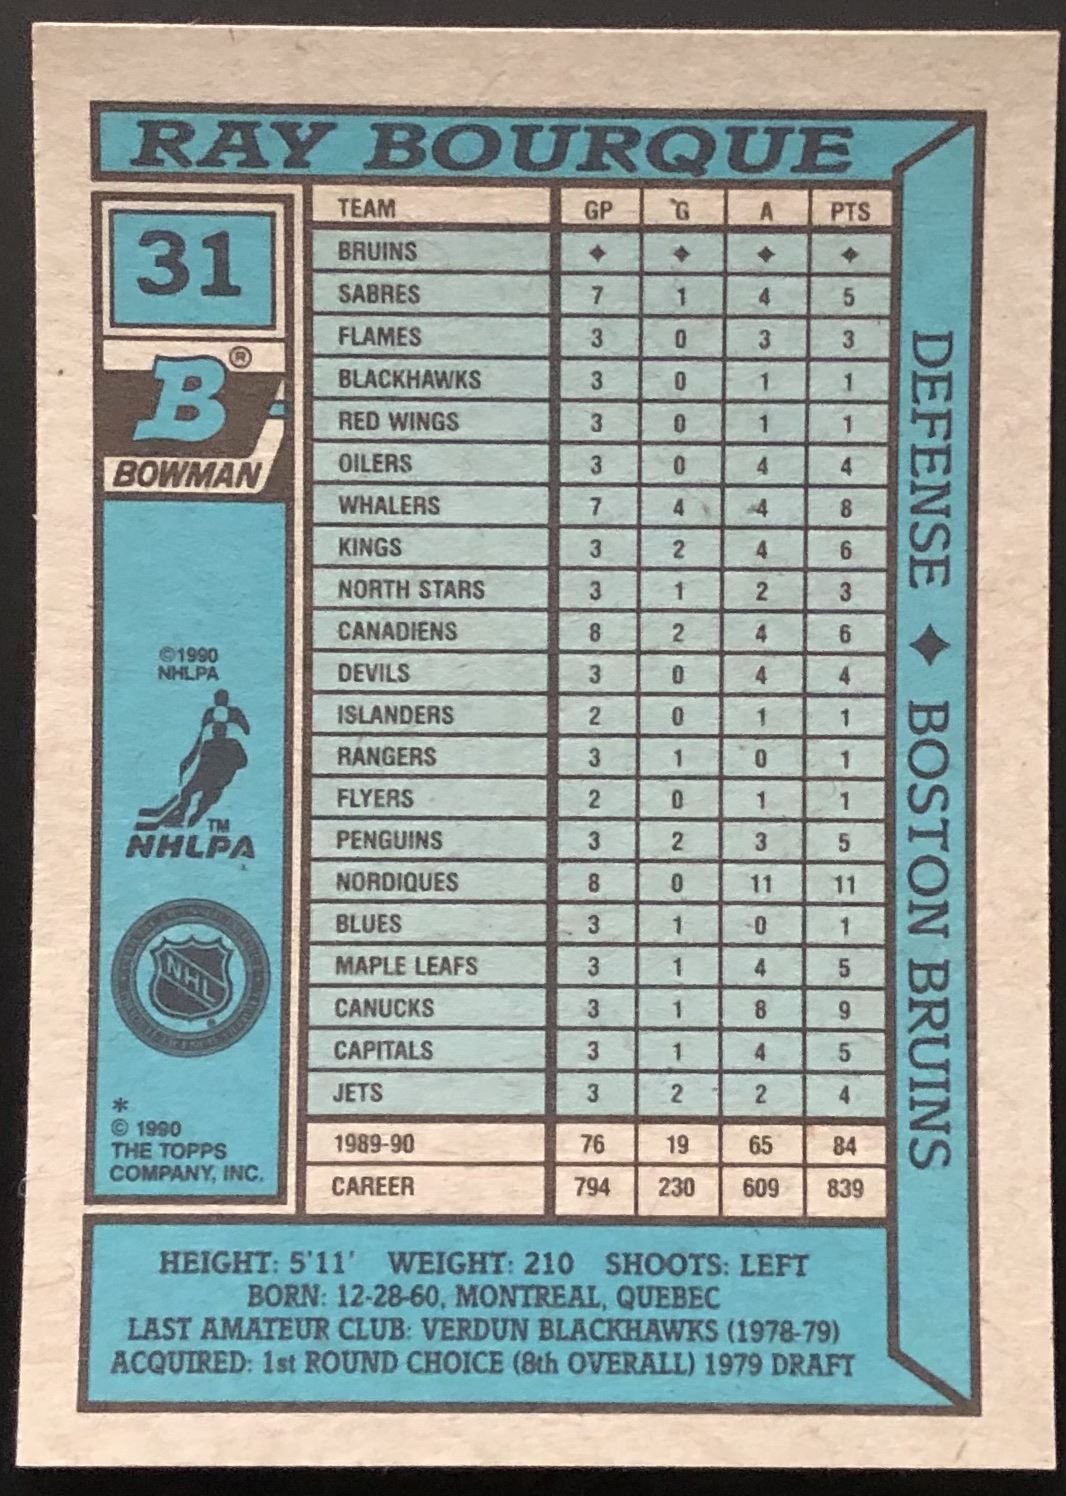 RAY BOURQUE
31
B®
BOWMAN
©1990
NHLPA
TM
NHLPA
NHL
*
© 1990
THE TOPPS
COMPANY, INC.
TEAM GP G A PTS
BRUINS ✦ ✦ ✦ ✦
SABRES 7 1 4 5
FLAMES 3 0 3 3
BLACKHAWKS 3 0 1 1
RED WINGS 3 0 1 1
OILERS 3 0 4 4
WHALERS 7 4 4 8
KINGS 3 2 4 6
NORTH STARS 3 1 2 3
CANADIENS 8 2 4 6
DEVILS 3 0 4 4
ISLANDERS 2 0 1 1
RANGERS 3 1 0 1
FLYERS 2 0 1 1
PENGUINS 3 2 3 5
NORDIQUES 8 0 11 11
BLUES 3 1 0 1
MAPLE LEAFS 3 1 4 5
CANUCKS 3 1 8 9
CAPITALS 3 1 4 5
JETS 3 2 2 4
1989-90 76 19 65 84
CAREER 794 230 609 839
DEFENSE ✦ BOSTON BRUINS
HEIGHT: 5'11' WEIGHT: 210 SHOOTS: LEFT
BORN: 12-28-60, MONTREAL, QUEBEC
LAST AMATEUR CLUB: VERDUN BLACKHAWKS (1978-79)
ACQUIRED: 1st ROUND CHOICE (8th OVERALL) 1979 DRAFT